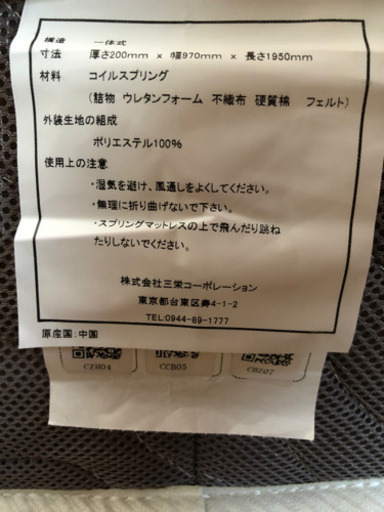 構造　一体式
寸法　厚さ200mm × 幅970mm × 長さ1950mm
材料　コイルスプリング
（詰物 ウレタンフォーム 不織布 硬質綿 フェルト）
外装生地の組成
ポリエステル100%
使用上の注意
・湿気を避け、風通しをよくしてください。
・無理に折り曲げないで下さい。
・スプリングマットレスの上で飛んだり跳ね
たりしないでください。
株式会社三栄コーポレーション
東京都台東区寿4-1-2
TEL:0944-89-1777
原産国：中国
CZH04 CCB05 CBZ07